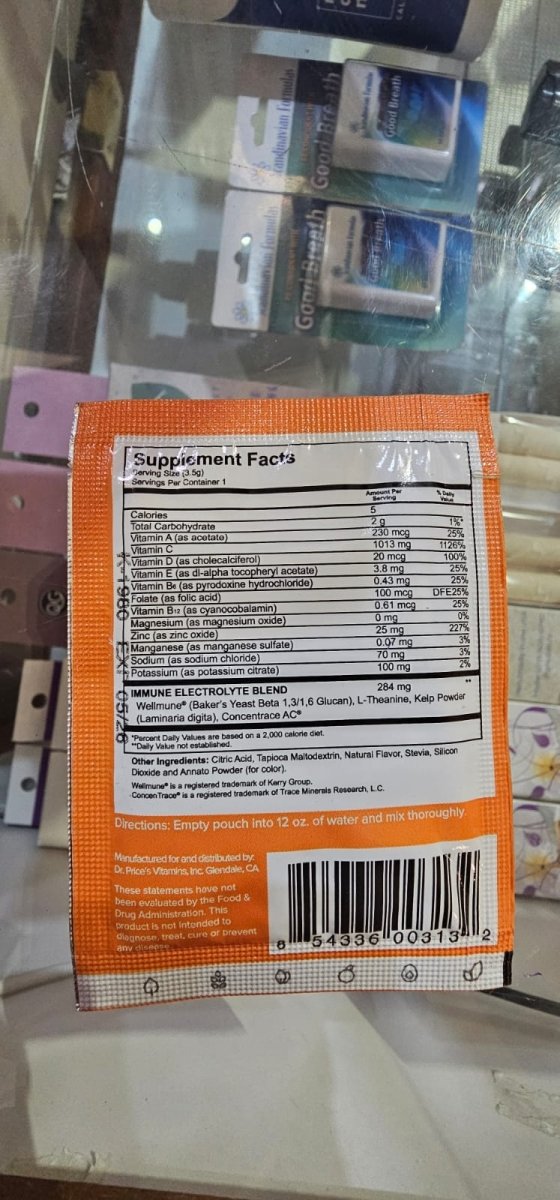 Scandinavian Formulas
Good Breath
Good Breath
Good Breath
Supplement Facts
Serving Size (3.5g)
Servings Per Container 1
Amount Per Serving
% Daily Value
Calories 5
Total Carbohydrate 2 g 1%*
Vitamin A (as acetate) 230 mcg 25%
Vitamin C 1013 mg 1126%
Vitamin D (as cholecalciferol) 20 mcg 100%
Vitamin E (as dl-alpha tocopheryl acetate) 3.8 mg 25%
Vitamin B6 (as pyrodoxine hydrochloride) 0.43 mg 25%
Folate (as folic acid) 100 mcg DFE25%
Vitamin B12 (as cyanocobalamin) 0.61 mcg 25%
Magnesium (as magnesium oxide) 0 mg 0%
Zinc (as zinc oxide) 25 mg 227%
Manganese (as manganese sulfate) 0.07 mg 3%
Sodium (as sodium chloride) 70 mg 3%
Potassium (as potassium citrate) 100 mg 2%
IMMUNE ELECTROLYTE BLEND 284 mg **
Wellmune® (Baker's Yeast Beta 1,3/1,6 Glucan), L-Theanine, Kelp Powder
(Laminaria digita), Concentrace AC®
*Percent Daily Values are based on a 2,000 calorie diet.
**Daily Value not established.
Other Ingredients: Citric Acid, Tapioca Maltodextrin, Natural Flavor, Stevia, Silicon
Dioxide and Annato Powder (for color).
Wellmune® is a registered trademark of Kerry Group.
ConcenTrace® is a registered trademark of Trace Minerals Research, L.C.
EXP 05/26
Directions: Empty pouch into 12 oz. of water and mix thoroughly.
Manufactured for and distributed by:
Dr. Price's Vitamins, Inc. Glendale, CA
These statements have not
been evaluated by the Food &
Drug Administration. This
product is not intended to
diagnose, treat, cure or prevent
any disease.
8 54336 00313 2